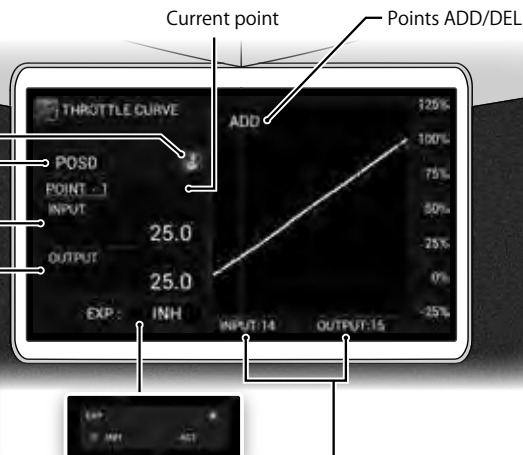 Current point
Points ADD/DEL
THROTTLE CURVE
ADD
125%
100%
POS0
75%
POINT - 1
INPUT
50%
25.0
25%
OUTPUT
0%
25.0
EXP : INH
-25%
INPUT:14 OUTPUT:15
EXP
INH ACT